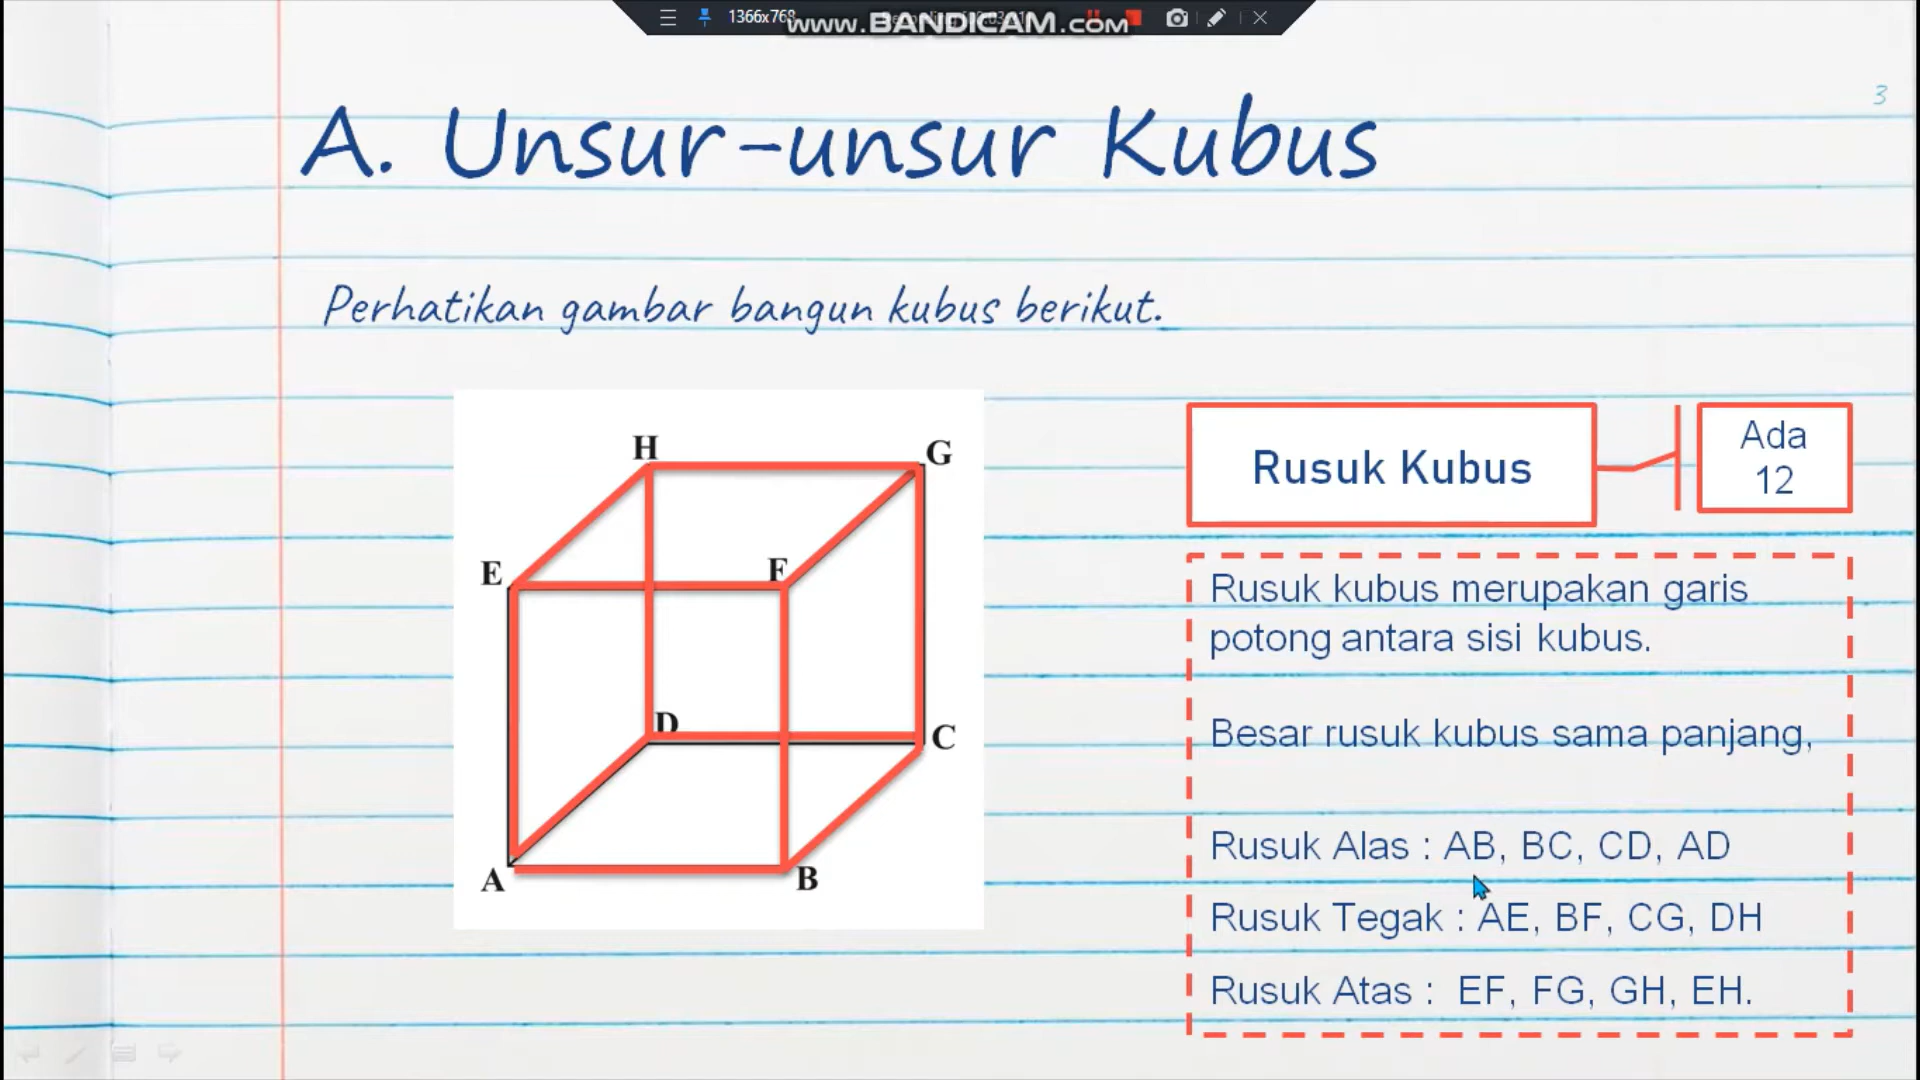 1366x768
www.BANDICAM.com
3
A. Unsur-unsur Kubus
Perhatikan gambar bangun kubus berikut.
H
G
E
F
D
C
A
B
Rusuk Kubus
Ada
12
Rusuk kubus merupakan garis
potong antara sisi kubus.
Besar rusuk kubus sama panjang,
Rusuk Alas : AB, BC, CD, AD
Rusuk Tegak : AE, BF, CG, DH
Rusuk Atas :  EF, FG, GH, EH.